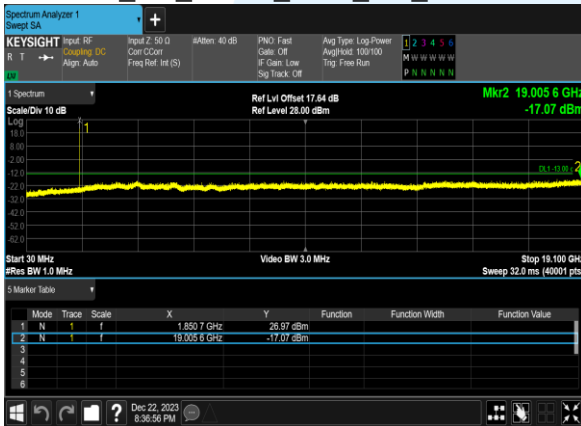 Spectrum Analyzer 1
Swept SA
+
KEYSIGHT Input: RF Input Z: 50 Ω #Atten: 40 dB PNO: Fast Avg Type: Log-Power 1 2 3 4 5 6
R T Coupling: DC Corr CCorr Gate: Off Avg|Hold: 100/100 M W W W W W
Align: Auto Freq Ref: Int (S) IF Gain: Low Trig: Free Run P N N N N N
Sig Track: Off
1 Spectrum
Mkr2 19.005 6 GHz
Ref Lvl Offset 17.64 dB
Scale/Div 10 dB Ref Level 28.00 dBm -17.07 dBm
Log
1
18.0
8.00
-2.00
DL1 -13.00 2
-12.0
-22.0
-32.0
-42.0
-52.0
-62.0
Start 30 MHz Video BW 3.0 MHz Stop 19.100 GHz
#Res BW 1.0 MHz Sweep 32.0 ms (40001 pts
5 Marker Table
Mode Trace Scale X Y Function Function Width Function Value
1 N 1 f 1.850 7 GHz 26.97 dBm
2 N 1 f 19.005 6 GHz -17.07 dBm
3
4
5
6
? Dec 22, 2023
8:36:56 PM